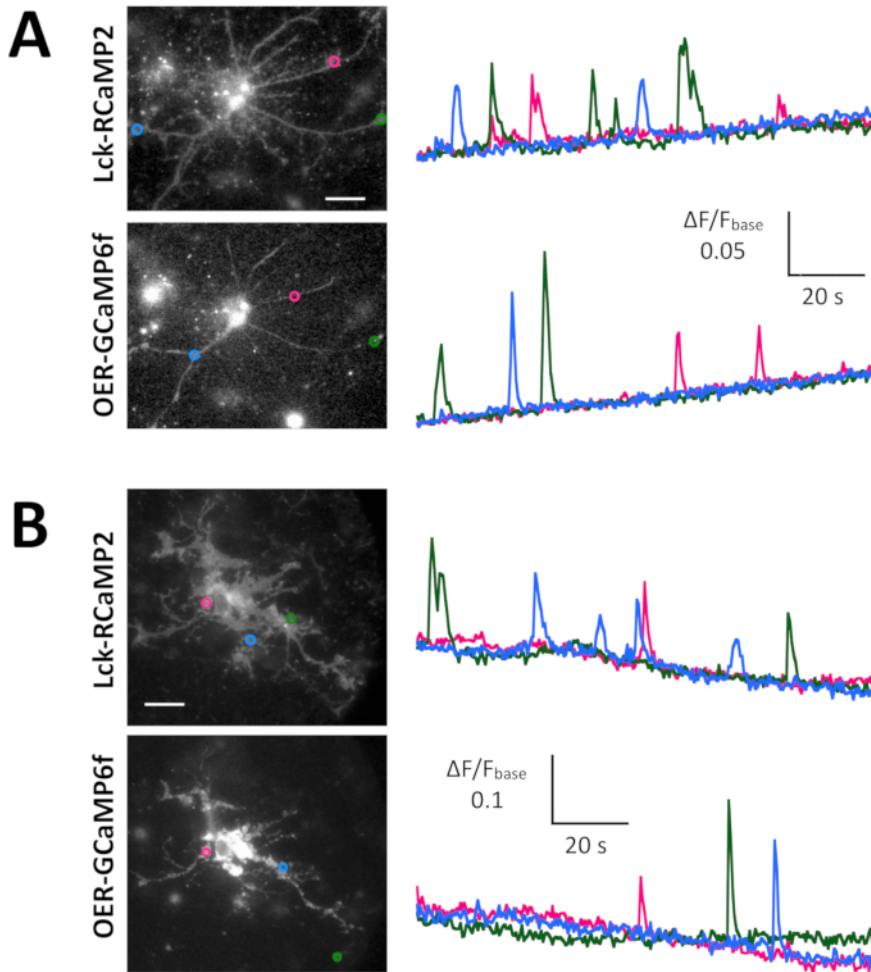 A
Lck-RCaMP2
OER-GCaMP6f
ΔF/Fbase
0.05
20 s
B
Lck-RCaMP2
OER-GCaMP6f
ΔF/Fbase
0.1
20 s